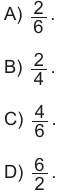 A) 2/6 .
B) 2/4 .
C) 4/6 .
D) 6/2 .